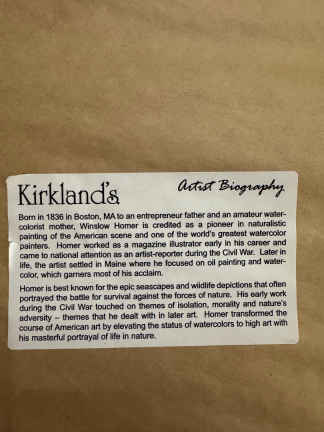 Kirkland's Artist Biography
Born in 1836 in Boston, MA to an entrepreneur father and an amateur water-
colorist mother, Winslow Homer is credited as a pioneer in naturalistic
painting of the American scene and one of the world's greatest watercolor
painters. Homer worked as a magazine illustrator early in his career and
came to national attention as an artist-reporter during the Civil War. Later in
life, the artist settled in Maine where he focused on oil painting and water-
color, which garners most of his acclaim.
Homer is best known for the epic seascapes and wildlife depictions that often
portrayed the battle for survival against the forces of nature. His early work
during the Civil War touched on themes of isolation, morality and nature's
adversity – themes that he dealt with in later art. Homer transformed the
course of American art by elevating the status of watercolors to high art with
his masterful portrayal of life in nature.